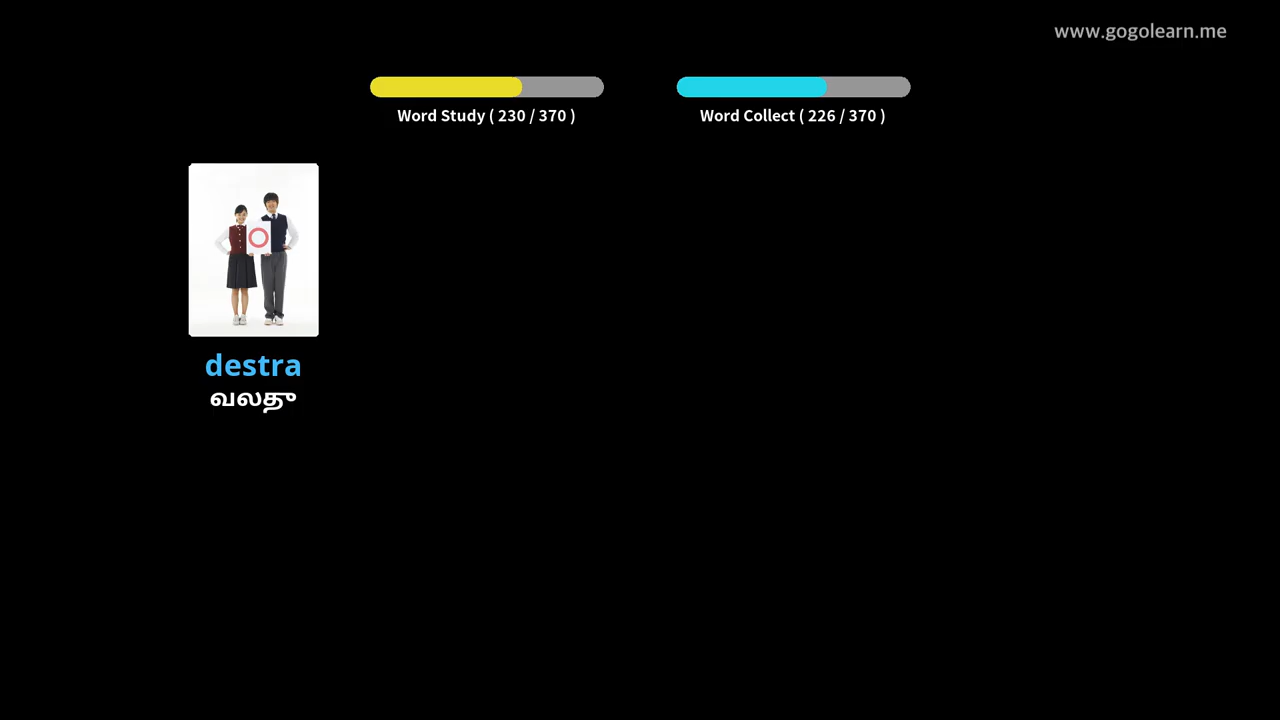 www.gogolearn.me
Word Study ( 230 / 370 )
Word Collect ( 226 / 370 )
destra
வலது